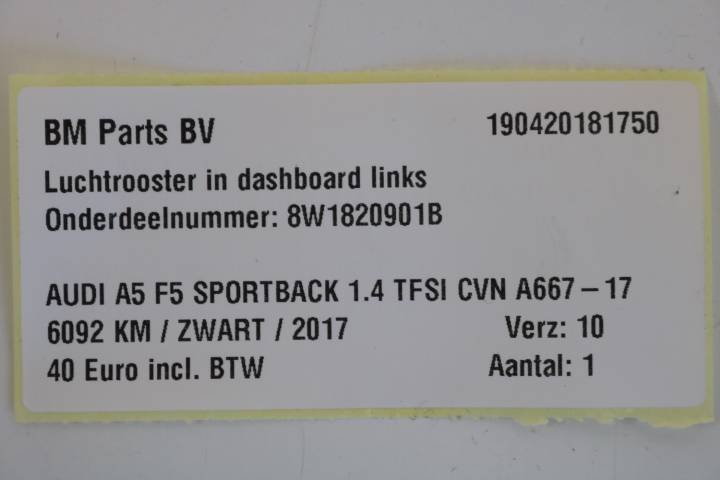 BM Parts BV 190420181750
Luchtrooster in dashboard links
Onderdeelnummer: 8W1820901B
AUDI A5 F5 SPORTBACK 1.4 TFSI CVN A667 – 17
6092 KM / ZWART / 2017 Verz: 10
40 Euro incl. BTW Aantal: 1